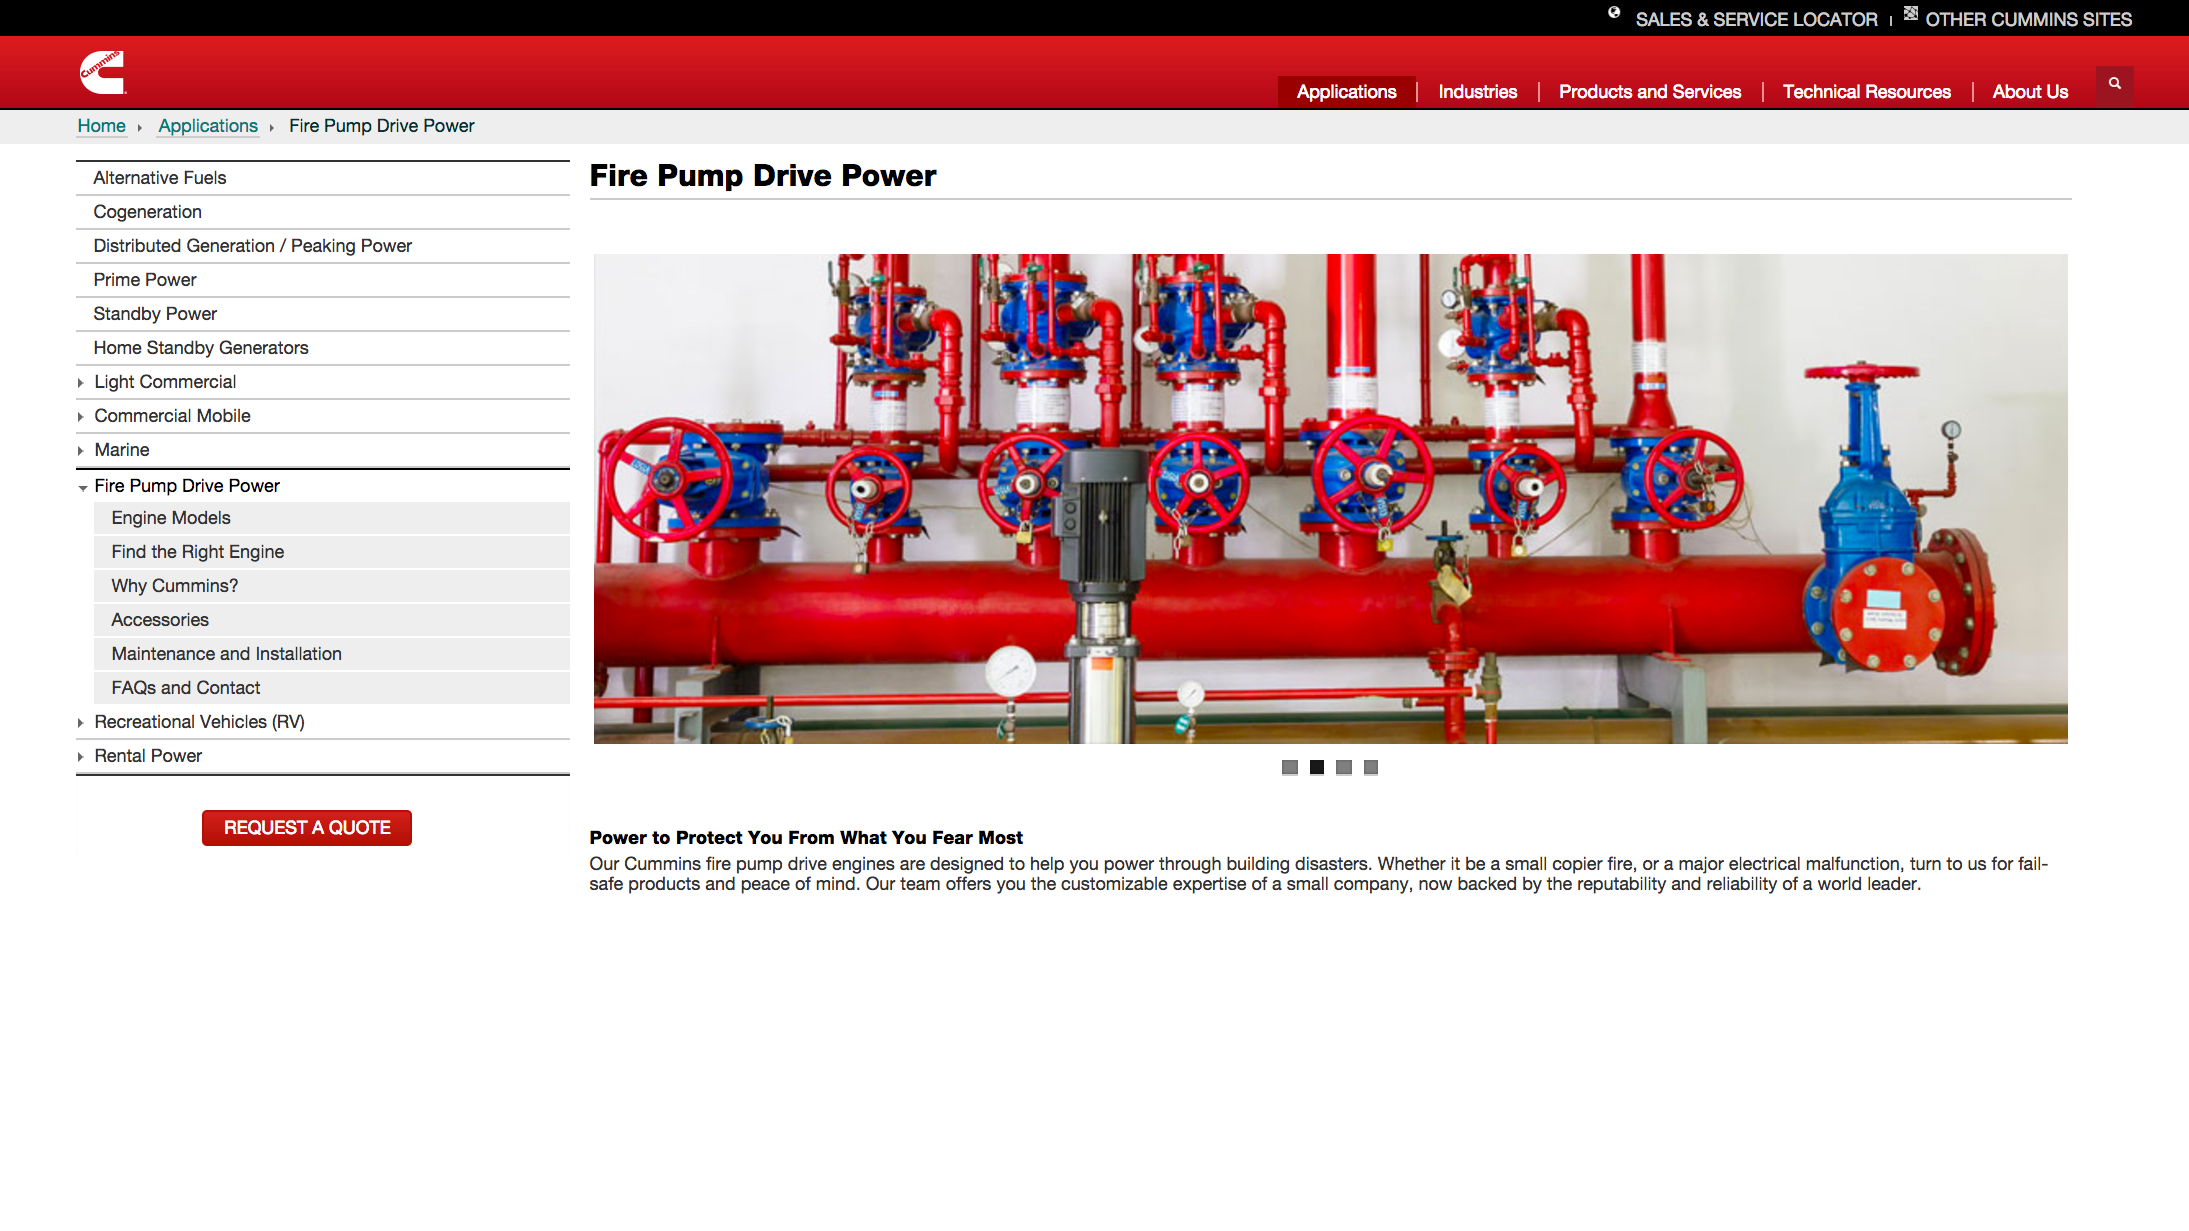 SALES & SERVICE LOCATOR | OTHER CUMMINS SITES
Cummins
Applications | Industries | Products and Services | Technical Resources | About Us
Home Applications Fire Pump Drive Power
Alternative Fuels
Cogeneration
Distributed Generation / Peaking Power
Prime Power
Standby Power
Home Standby Generators
Light Commercial
Commercial Mobile
Marine
Fire Pump Drive Power
Engine Models
Find the Right Engine
Why Cummins?
Accessories
Maintenance and Installation
FAQs and Contact
Recreational Vehicles (RV)
Rental Power
REQUEST A QUOTE
Fire Pump Drive Power
Power to Protect You From What You Fear Most
Our Cummins fire pump drive engines are designed to help you power through building disasters. Whether it be a small copier fire, or a major electrical malfunction, turn to us for fail-
safe products and peace of mind. Our team offers you the customizable expertise of a small company, now backed by the reputability and reliability of a world leader.